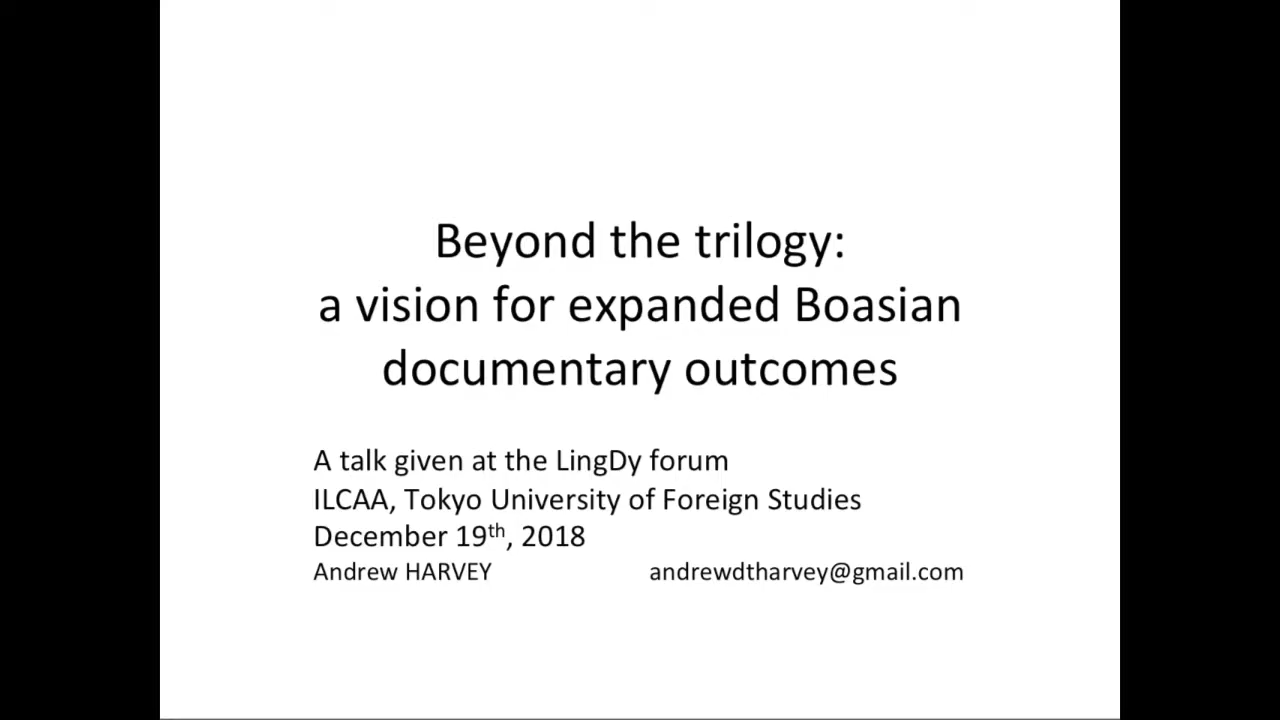 Beyond the trilogy:
a vision for expanded Boasian
documentary outcomes
A talk given at the LingDy forum
ILCAA, Tokyo University of Foreign Studies
December 19th, 2018
Andrew HARVEY andrewdtharvey@gmail.com